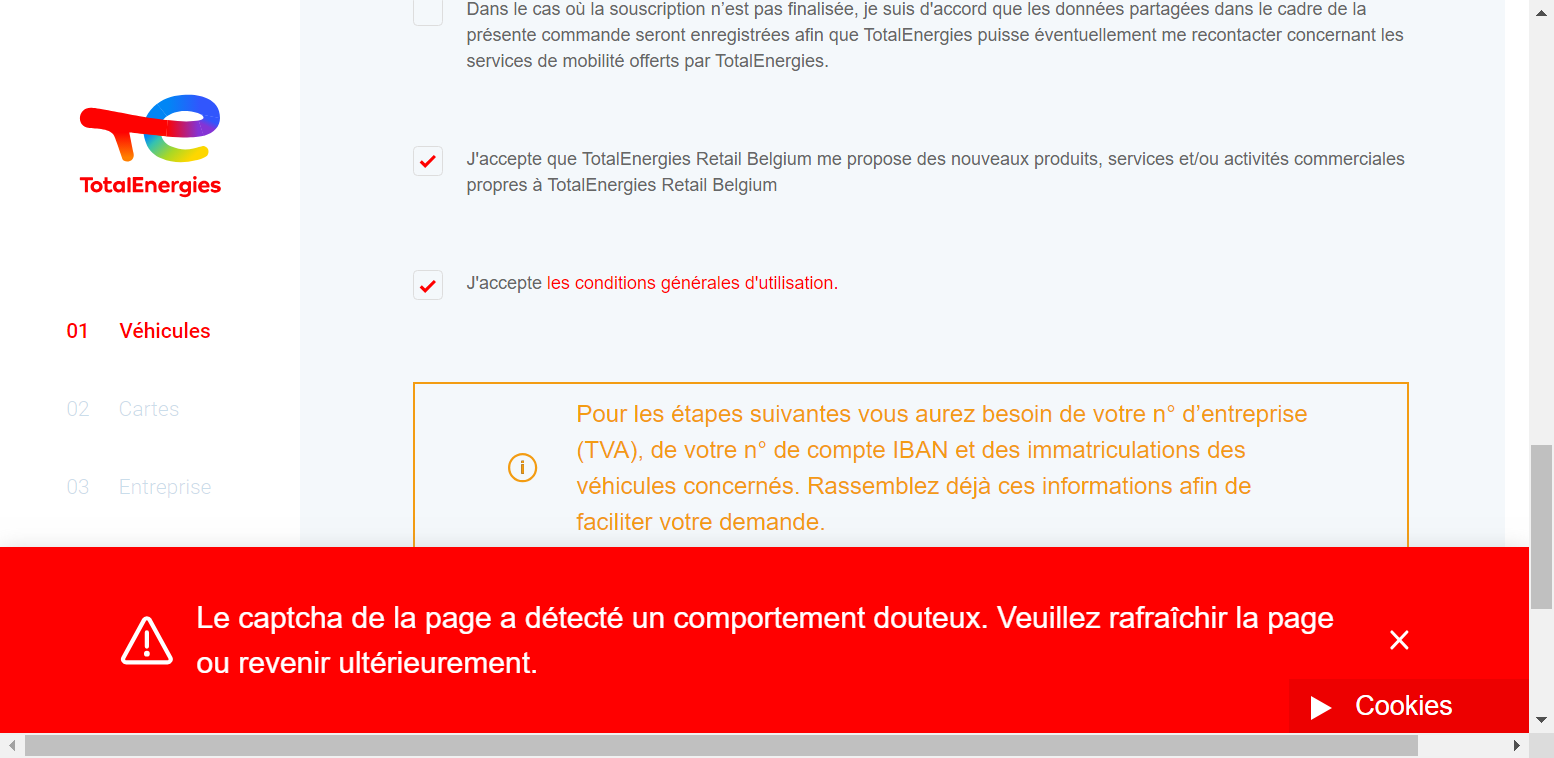 Dans le cas où la souscription n’est pas finalisée, je suis d'accord que les données partagées dans le cadre de la
présente commande seront enregistrées afin que TotalEnergies puisse éventuellement me recontacter concernant les
services de mobilité offerts par TotalEnergies.
TotalEnergies
J'accepte que TotalEnergies Retail Belgium me propose des nouveaux produits, services et/ou activités commerciales
propres à TotalEnergies Retail Belgium
J'accepte les conditions générales d'utilisation.
01 Véhicules
02 Cartes
03 Entreprise
Pour les étapes suivantes vous aurez besoin de votre n° d’entreprise
(TVA), de votre n° de compte IBAN et des immatriculations des
véhicules concernés. Rassemblez déjà ces informations afin de
faciliter votre demande.
Le captcha de la page a détecté un comportement douteux. Veuillez rafraîchir la page
ou revenir ultérieurement.
Cookies